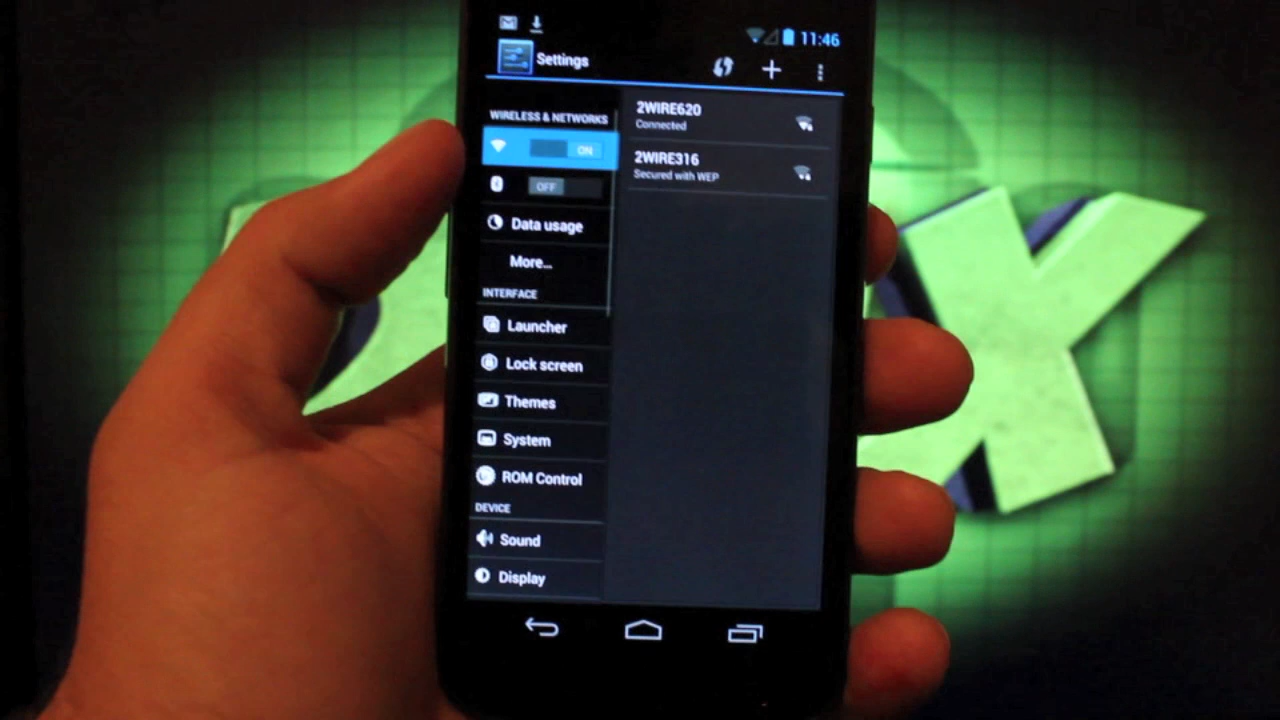 11:46
Settings
WIRELESS & NETWORKS
ON
OFF
Data usage
More...
INTERFACE
Launcher
Lock screen
Themes
System
ROM Control
DEVICE
Sound
Display
2WIRE620
Connected
2WIRE316
Secured with WEP
X